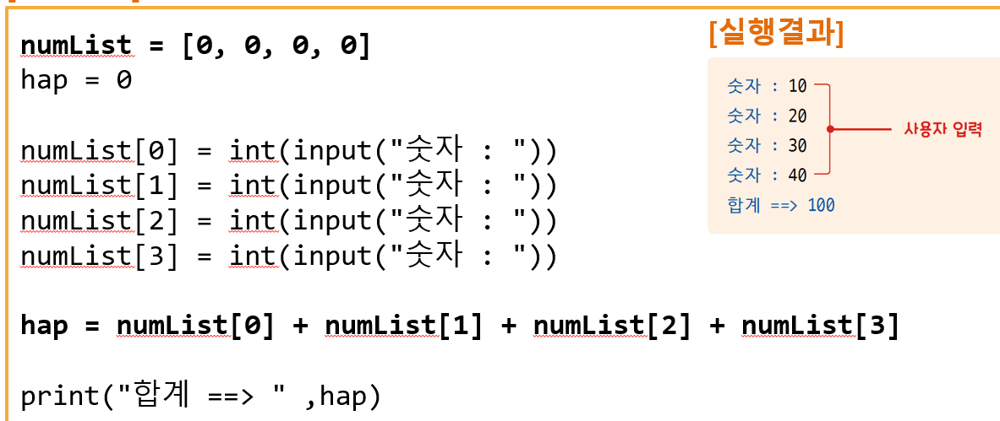 numList = [0, 0, 0, 0]
hap = 0
numList[0] = int(input("숫자 : "))
numList[1] = int(input("숫자 : "))
numList[2] = int(input("숫자 : "))
numList[3] = int(input("숫자 : "))
hap = numList[0] + numList[1] + numList[2] + numList[3]
print("합계 ==> " ,hap)
[실행결과]
숫자 : 10
숫자 : 20
숫자 : 30
숫자 : 40
합계 ==> 100
사용자 입력